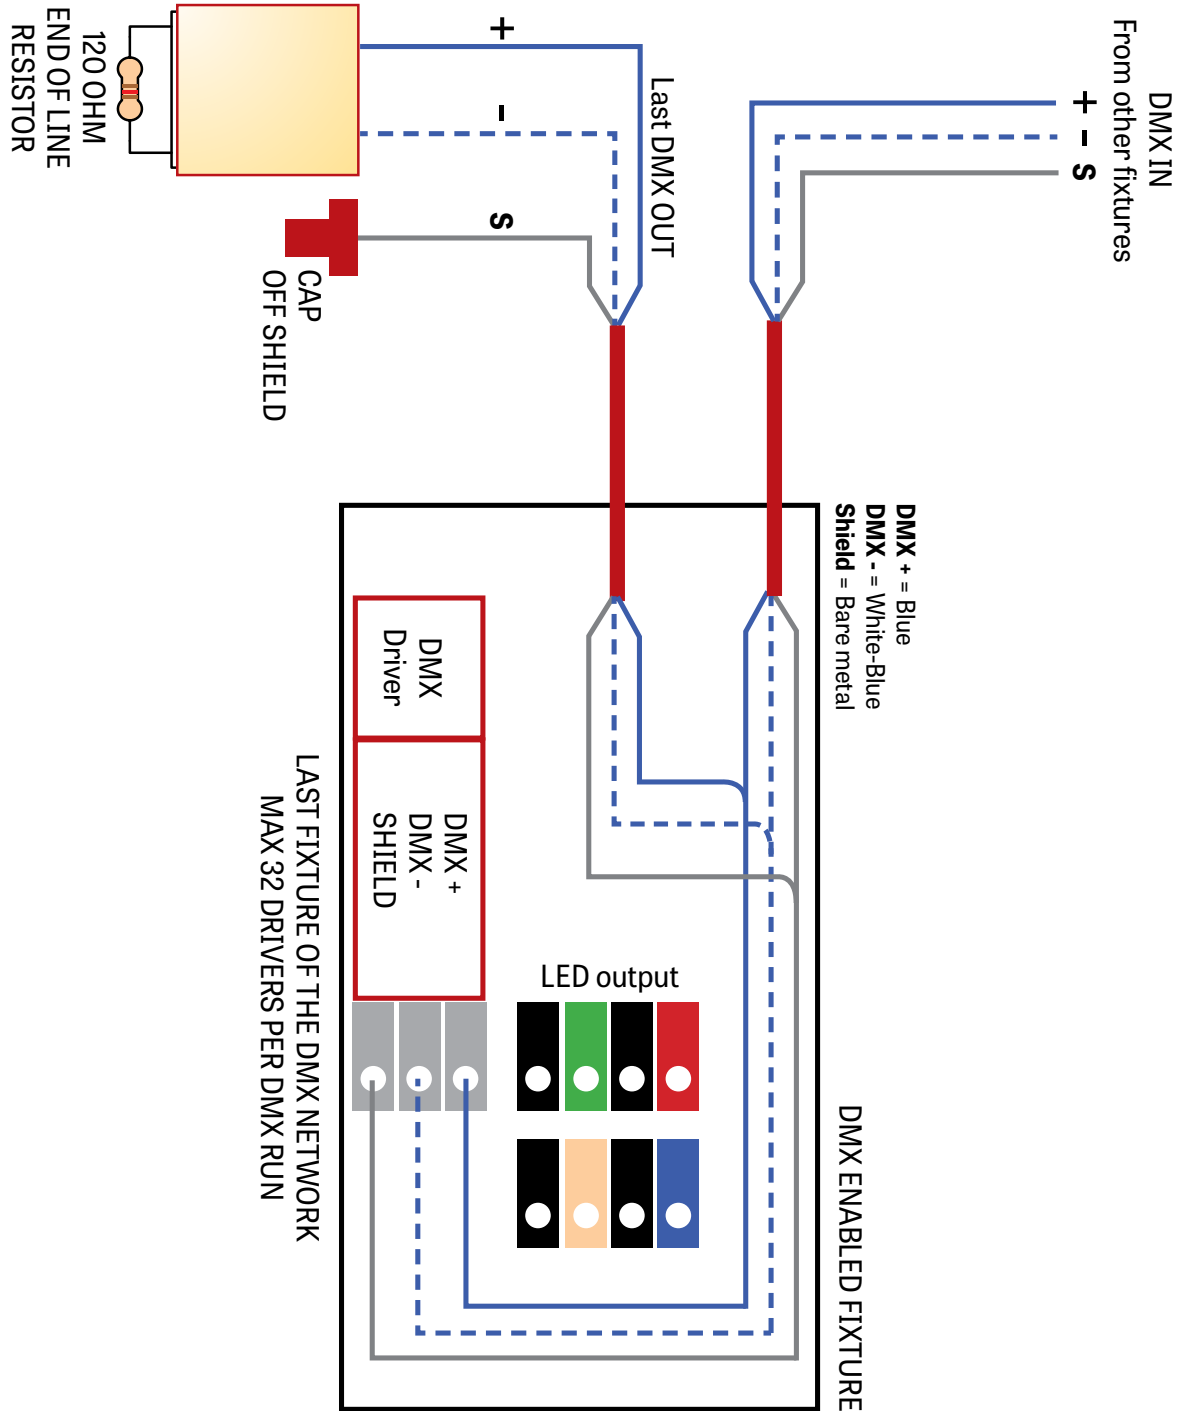 DMX IN
From other fixtures
+
-
S
Last DMX OUT
+
-
S
120 OHM
END OF LINE
RESISTOR
CAP
OFF SHIELD
DMX + = Blue
DMX - = White-Blue
Shield = Bare metal
DMX ENABLED FIXTURE
LED output
DMX
Driver
DMX +
DMX -
SHIELD
LAST FIXTURE OF THE DMX NETWORK
MAX 32 DRIVERS PER DMX RUN